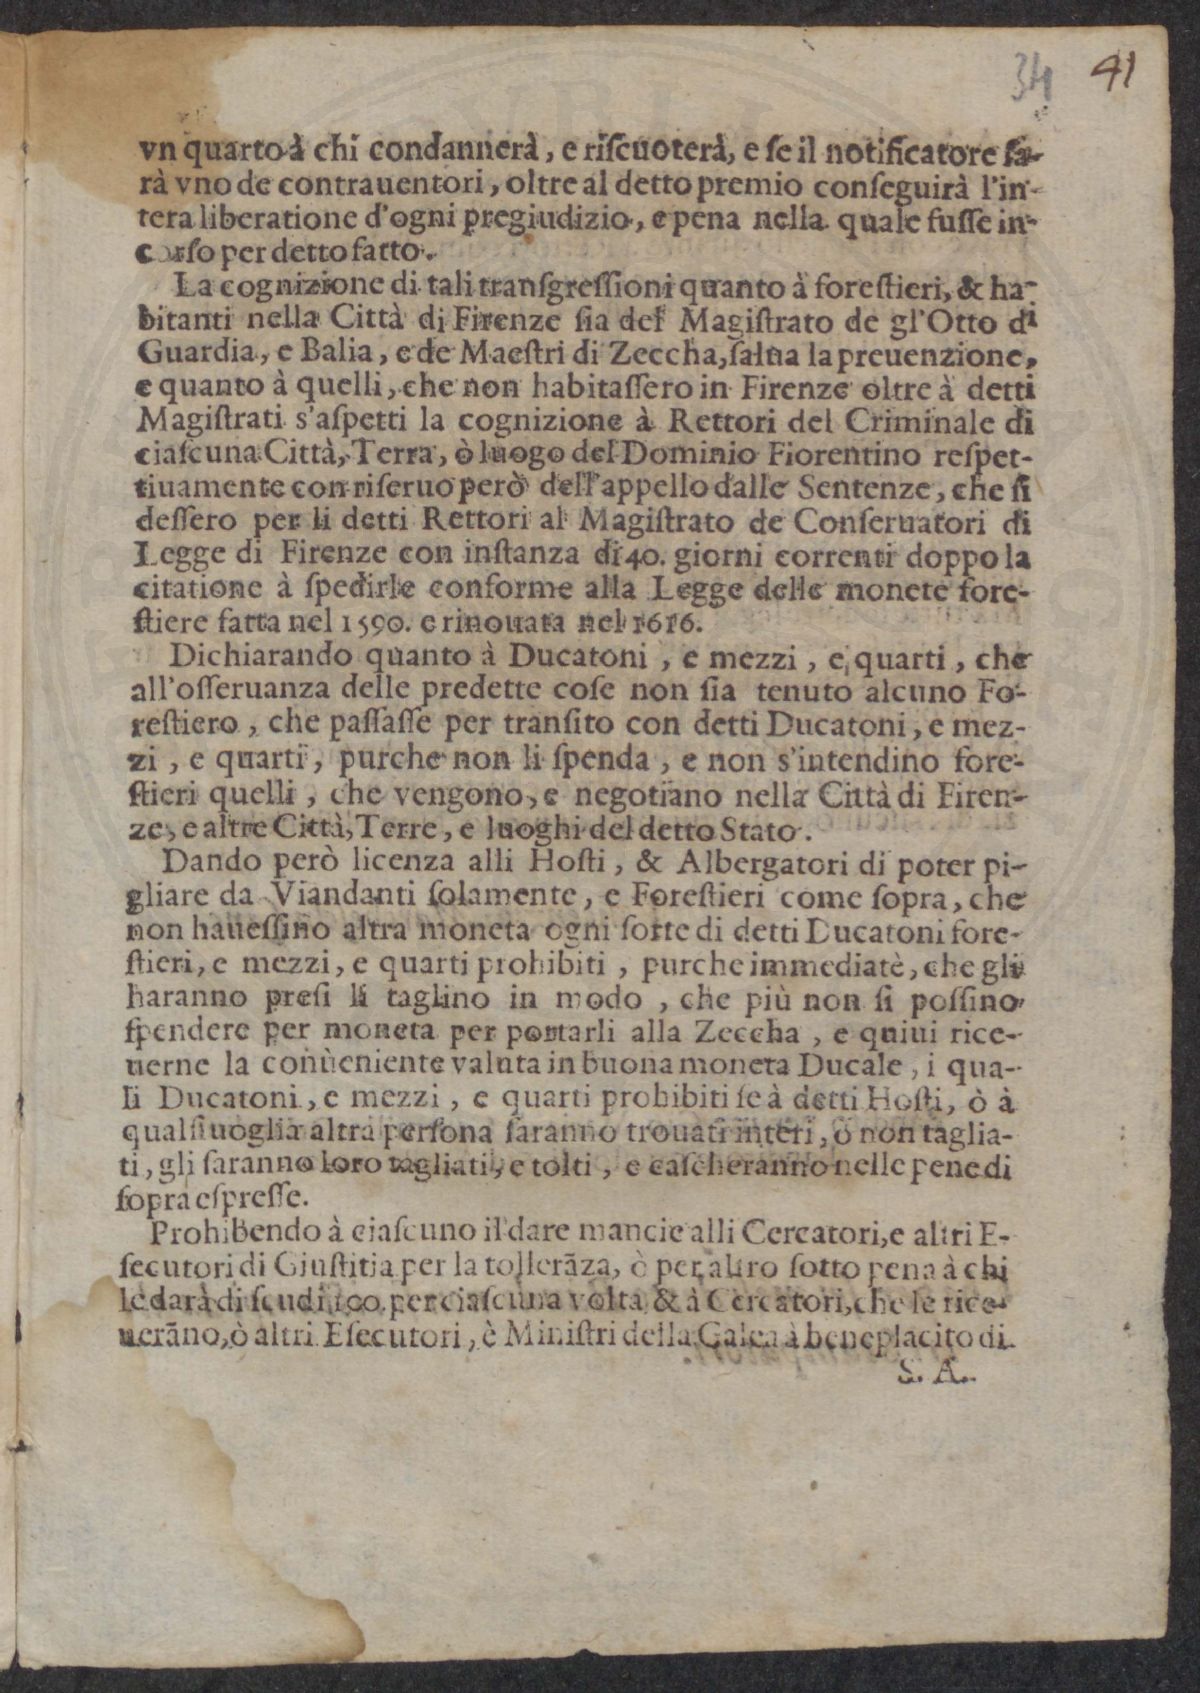 34 41
vn quarto à chi condannerà, e riſcuoterà, e ſe il notificatore ſa-
rà vno de contrauentori, oltre al detto premio conſeguirà l'in-
tera liberatione d'ogni pregiudizio, e pena nella quale fuſſe in-
corſo per detto fatto.
La cognizione di tali transgreſſioni quanto à foreſtieri, & ha-
bitanti nella Città di Firenze ſia del Magiſtrato de gl'Otto di
Guardia, e Balia, e de Maeſtri di Zeccha, ſalua la preuenzione,
e quanto à quelli, che non habitaſſero in Firenze oltre à detti
Magiſtrati s'aſpetti la cognizione à Rettori del Criminale di
ciaſcuna Città, Terra, ò luogo del Dominio Fiorentino reſpet-
tiuamente con riſeruo però dell'appello dalle Sentenze, che ſi
deſſero per li detti Rettori al Magiſtrato de Conſeruatori di
Legge di Firenze con inſtanza di 40. giorni correnti doppo la
citatione à ſpedirle conforme alla Legge delle monete fore-
ſtiere fatta nel 1590. e rinouata nel 1616.
Dichiarando quanto à Ducatoni, e mezzi, e quarti, che
all'oſſeruanza delle predette coſe non ſia tenuto alcuno Fo-
reſtiero, che paſſaſſe per tranſito con detti Ducatoni, e mez-
zi, e quarti, purche non li ſpenda, e non s'intendino fore-
ſtieri quelli, che vengono, e negotiano nella Città di Firen-
ze, e altre Città, Terre, e luoghi del detto Stato.
Dando però licenza alli Hoſti, & Albergatori di poter pi-
gliare da Viandanti ſolamente, e Foreſtieri come ſopra, che
non haueſſino altra moneta ogni ſorte di detti Ducatoni fore-
ſtieri, e mezzi, e quarti prohibiti, purche immediatè, che gli
haranno preſi li taglino in modo, che più non ſi poſſino
ſpendere per moneta per portarli alla Zeccha, e quiui rice-
uerne la conùeniente valuta in buona moneta Ducale, i qua-
li Ducatoni, e mezzi, e quarti prohibiti ſe à detti Hoſti, ò à
qualſiuoglia altra perſona ſaranno trouati interi, ò non taglia-
ti, gli ſaranno loro tagliati, e tolti, e caſcheranno nelle pene di
ſopra eſpreſſe.
Prohibendo à ciaſcuno il dare mancie alli Cercatori, e altri E-
ſecutori di Giuſtitia per la tollerãza, ò per altro ſotto pena à chi
le darà di ſcudi 100. per ciaſcuna volta & à Cercatori, che le rice-
uerãno, ò altri Eſecutori, è Miniſtri della Galea à beneplacito di
S. A.